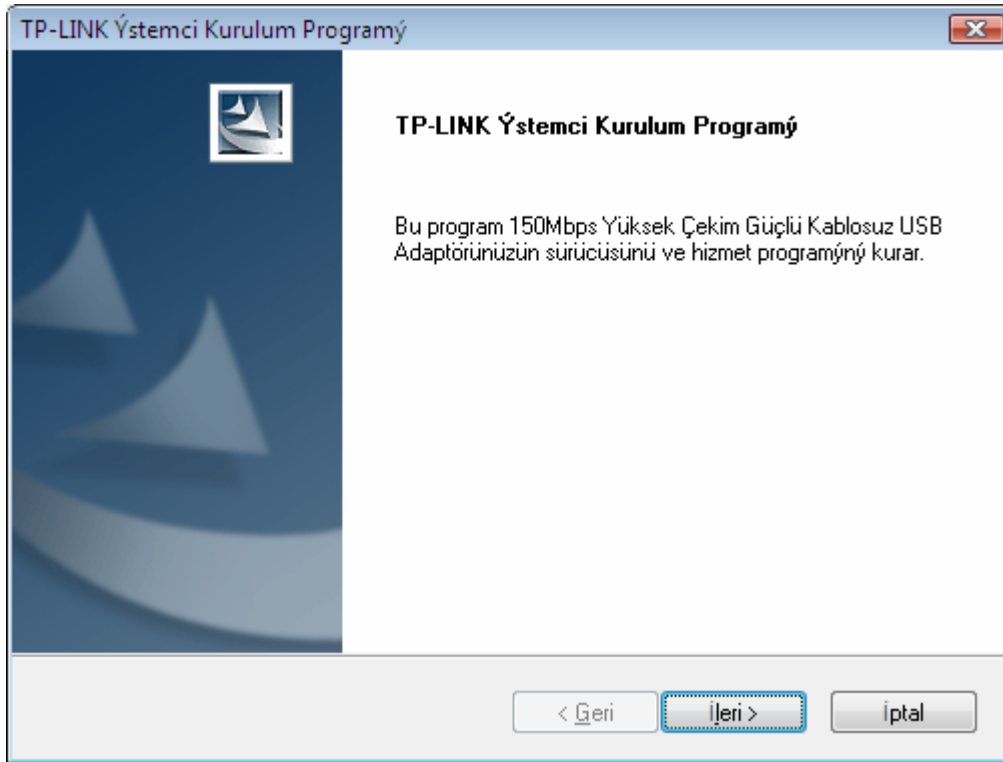 TP-LINK Ýstemci Kurulum Programý
TP-LINK Ýstemci Kurulum Programý
Bu program 150Mbps Yüksek Çekim Güçlü Kablosuz USB
Adaptörünüzün sürücüsünü ve hizmet programýný kurar.
< Geri
İleri >
İptal